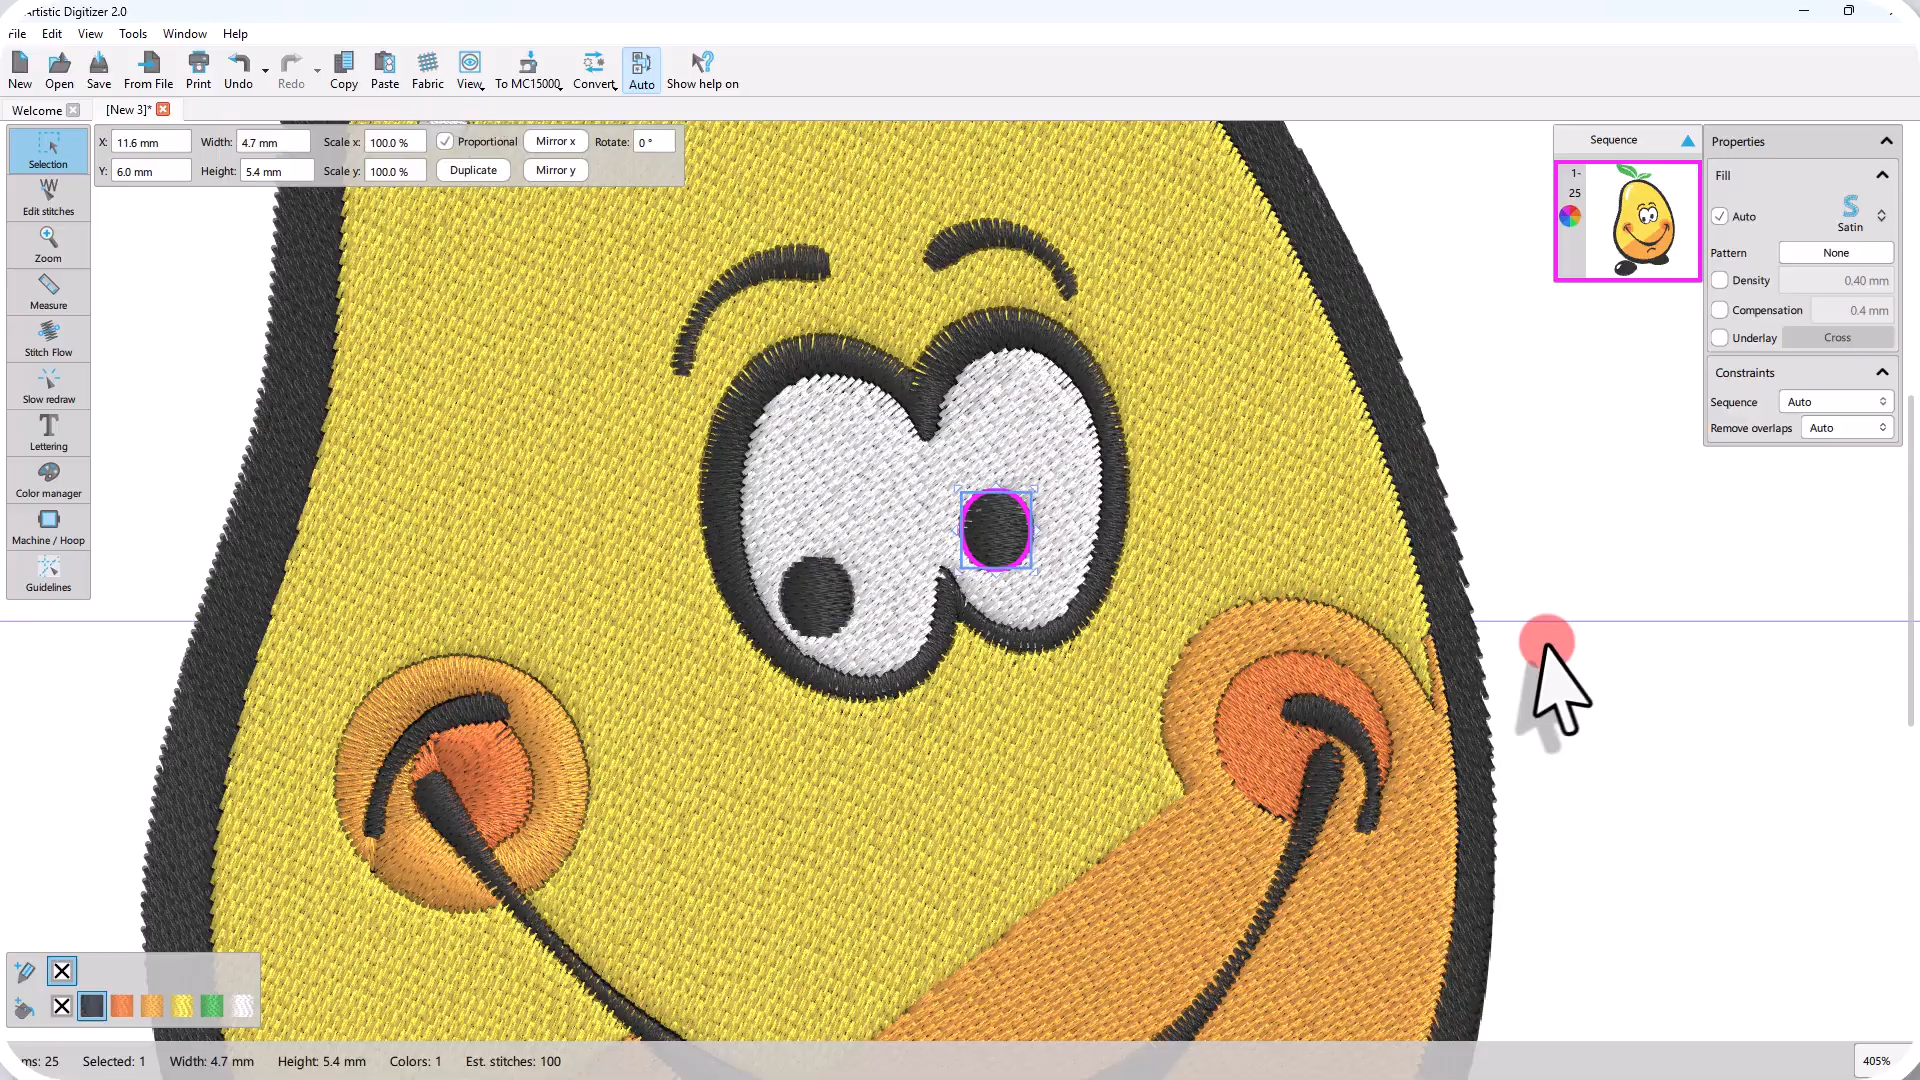 Artistic Digitizer 2.0
File Edit View Tools Window Help
New Open Save From File Print Undo Redo Copy Paste Fabric View To MC15000 Convert Auto Show help on
Welcome [New 3]*
X: 11.6 mm Width: 4.7 mm Scale x: 100.0 % Proportional Mirror x Rotate: 0 °
Y: 6.0 mm Height: 5.4 mm Scale y: 100.0 % Duplicate Mirror y
Selection
Edit stitches
Zoom
Measure
Stitch Flow
Slow redraw
Lettering
Color manager
Machine / Hoop
Guidelines
Sequence
1-
25
Properties
Fill
Auto
Satin
Pattern None
Density 0.40 mm
Compensation 0.4 mm
Underlay Cross
Constraints
Sequence Auto
Remove overlaps Auto
ms: 25 Selected: 1 Width: 4.7 mm Height: 5.4 mm Colors: 1 Est. stitches: 100
405%